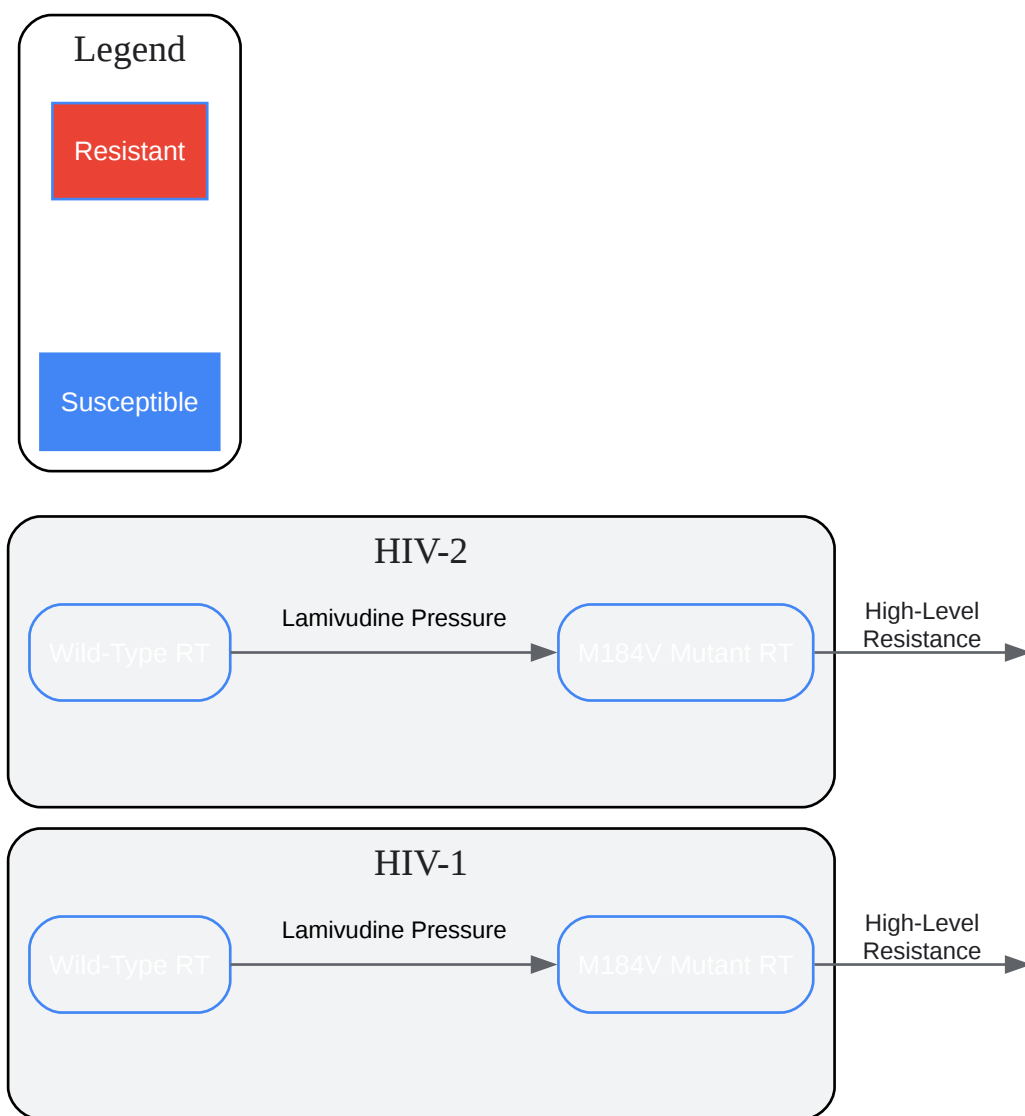 Legend
Resistant
Susceptible
HIV-2
Wild-Type RT
Lamivudine Pressure
M184V Mutant RT
High-Level
Resistance
HIV-1
Wild-Type RT
Lamivudine Pressure
M184V Mutant RT
High-Level
Resistance